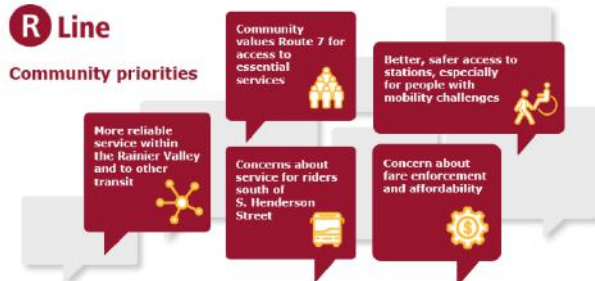 R Line
Community priorities
Community
values Route 7 for
access to
essential
services
Better, safer access to
stations, especially
for people with
mobility challenges
More reliable
service within
the Rainier Valley
and to other
transit
Concerns about
service for riders
south of
S. Henderson
Street
Concern about
fare enforcement
and affordability
$